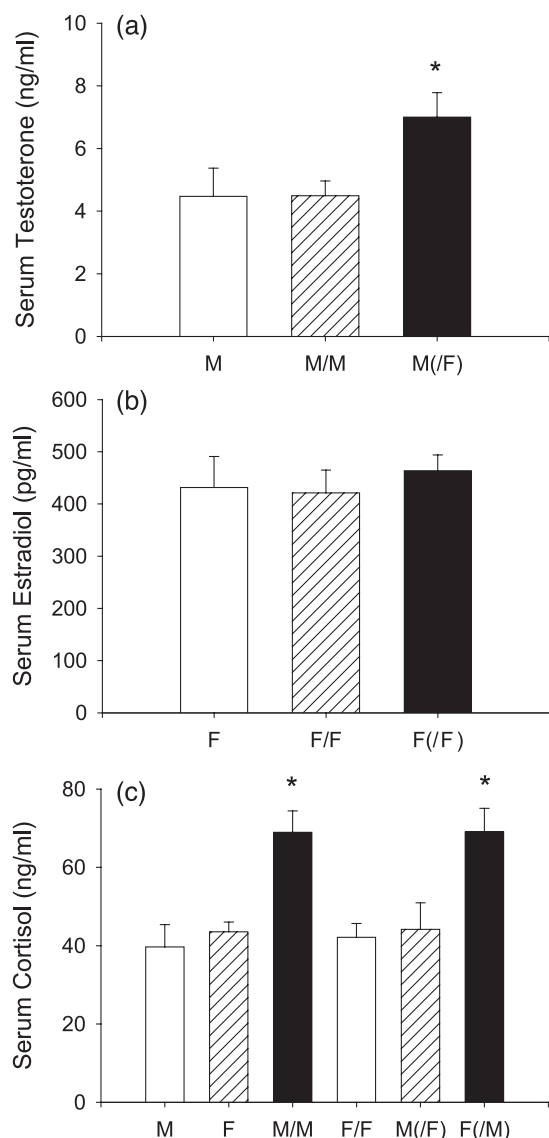 (a)
Serum Testoterone (ng/ml)
10
8
6
4
2
0
*
M M/M M(/F)
(b)
Serum Estradiol (pg/ml)
600
500
400
300
200
100
0
F F/F F(/F)
(c)
Serum Cortisol (ng/ml)
80
60
40
20
0
* *
M F M/M F/F M(/F) F(/M)